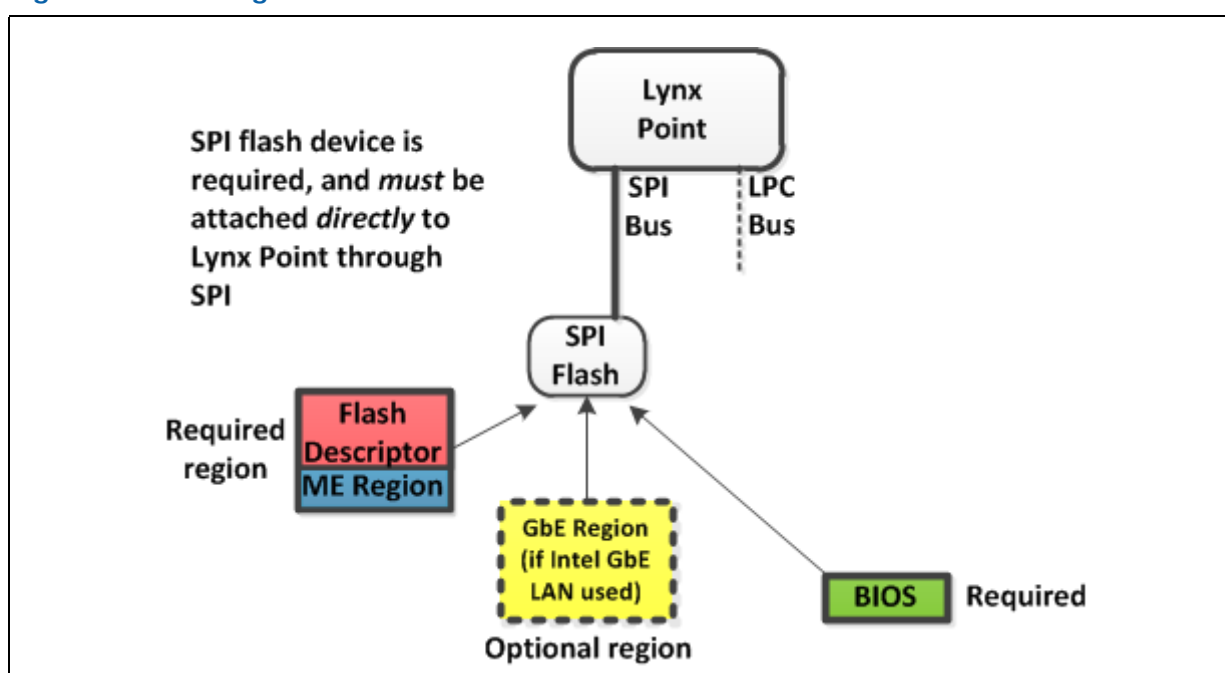 Lynx
Point
SPI flash device is
required, and must be
attached directly to
Lynx Point through
SPI
SPI
Bus
LPC
Bus
SPI
Flash
Required
region
Flash
Descriptor
ME Region
GbE Region
(if Intel GbE
LAN used)
Optional region
BIOS
Required